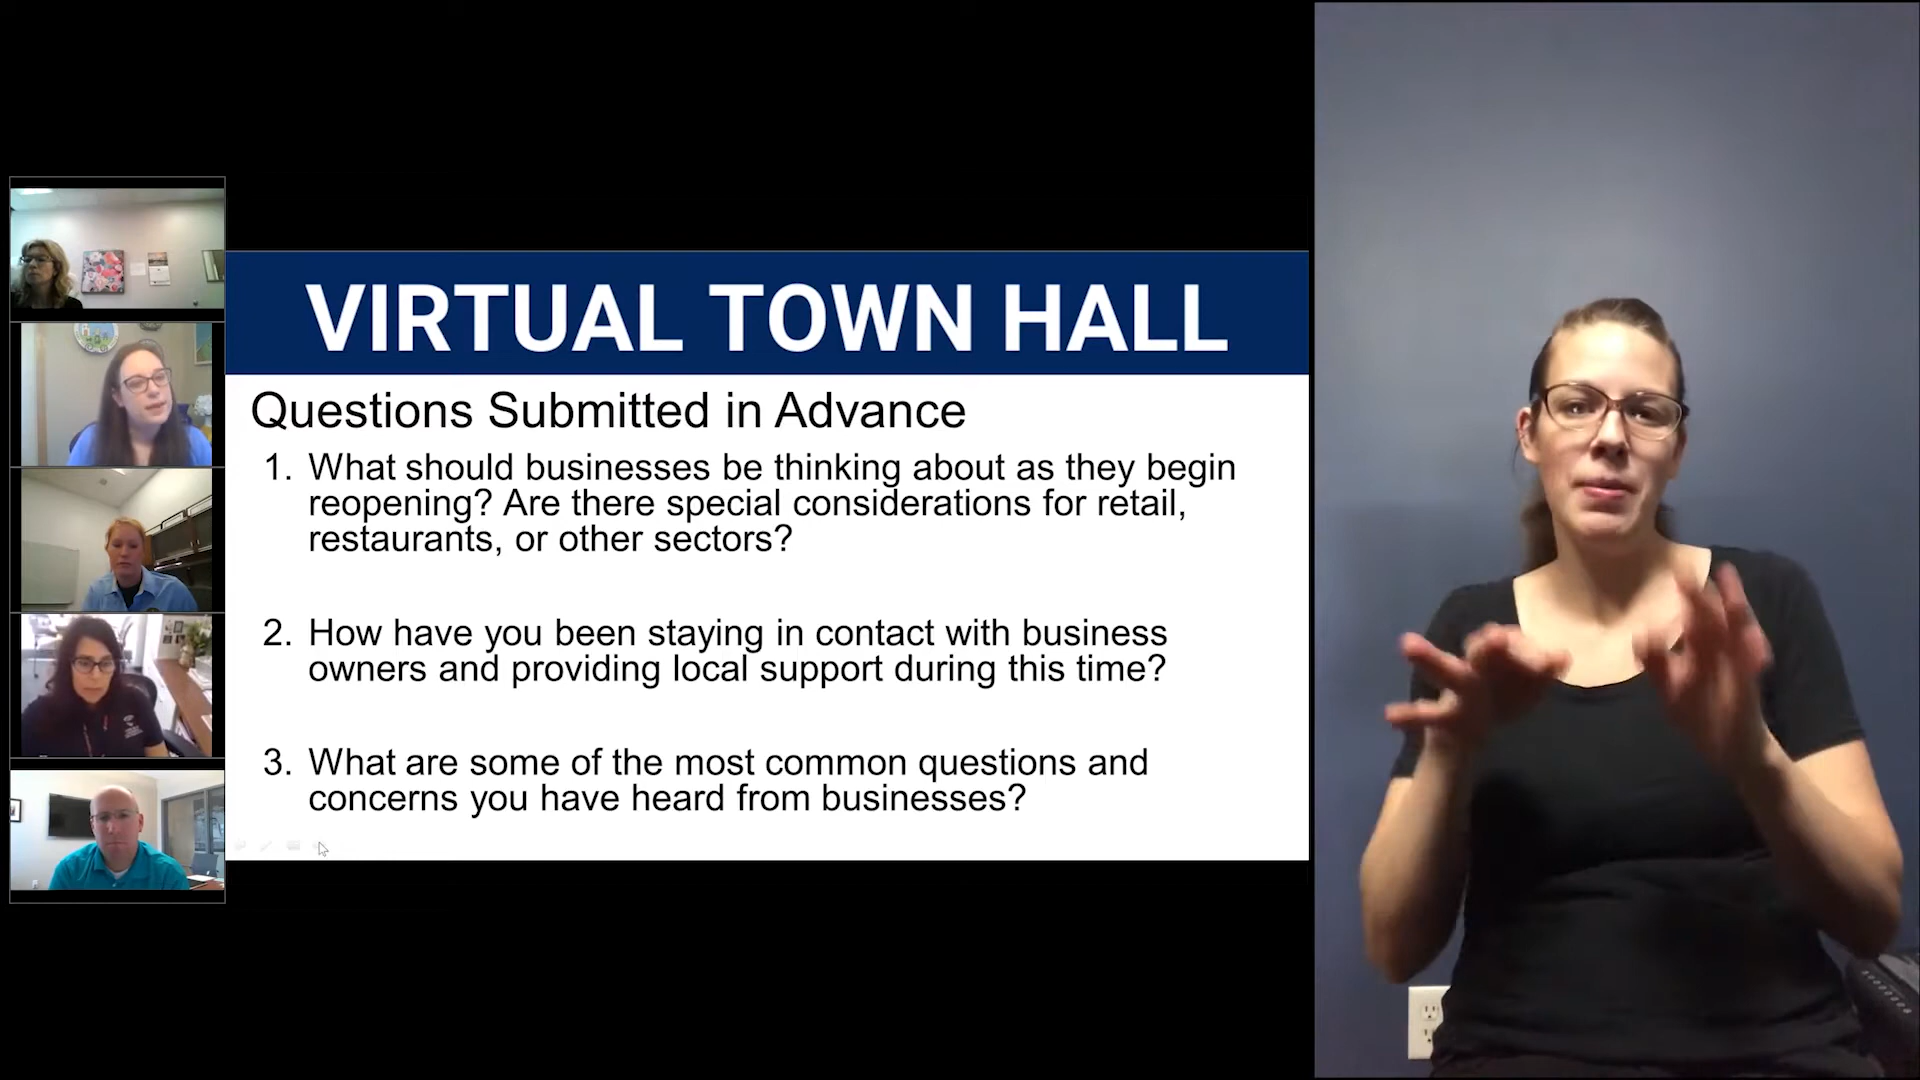 VIRTUAL TOWN HALL
Questions Submitted in Advance
1. What should businesses be thinking about as they begin
reopening? Are there special considerations for retail,
restaurants, or other sectors?
2. How have you been staying in contact with business
owners and providing local support during this time?
3. What are some of the most common questions and
concerns you have heard from businesses?